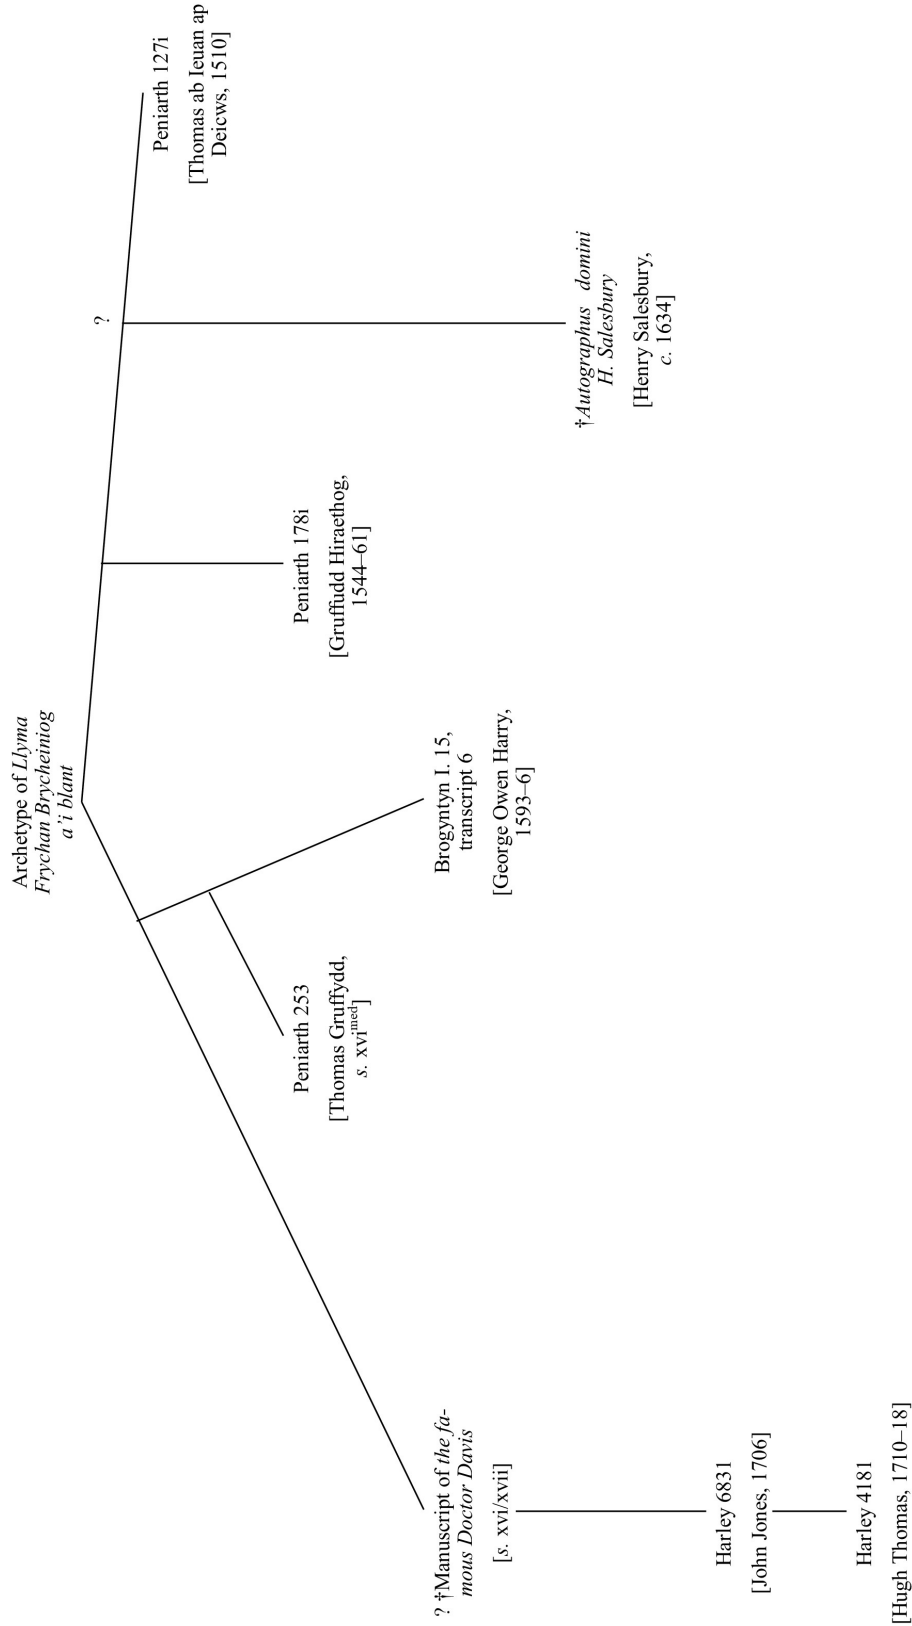 Archetype of Llyma
Frychan Brycheiniog
a’i blant
?
Peniarth 127i
[Thomas ab Ieuan ap
Deicws, 1510]
Peniarth 253
[Thomas Gruffydd,
s. xviᵐᵉᵈ]
Peniarth 178i
[Gruffudd Hiraethog,
1544–61]
? †Manuscript of the fa-
mous Doctor Davis
[s. xvi/xvii]
Brogyntyn I. 15,
transcript 6
[George Owen Harry,
1593–6]
†Autographus domini
H. Salesbury
[Henry Salesbury,
c. 1634]
Harley 6831
[John Jones, 1706]
Harley 4181
[Hugh Thomas, 1710–18]